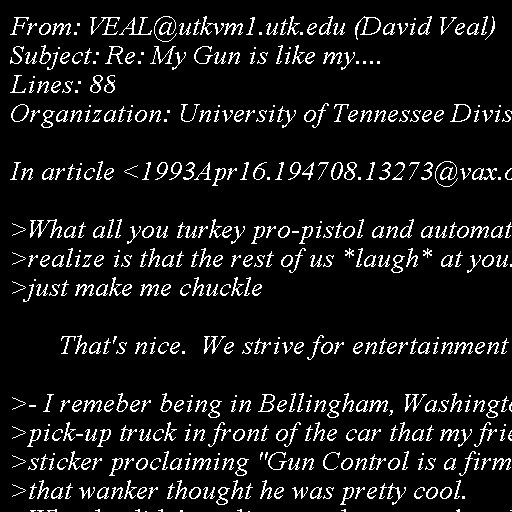 From: VEAL@utkvm1.utk.edu (David Veal)
Subject: Re: My Gun is like my....
Lines: 88
Organization: University of Tennessee Divis
In article <1993Apr16.194708.13273@vax.o
>What all you turkey pro-pistol and automat
>realize is that the rest of us *laugh* at you.
>just make me chuckle
That's nice.  We strive for entertainment
>- I remeber being in Bellingham, Washingt
>pick-up truck in front of the car that my frie
>sticker proclaiming "Gun Control is a firm
>that wanker thought he was pretty cool.